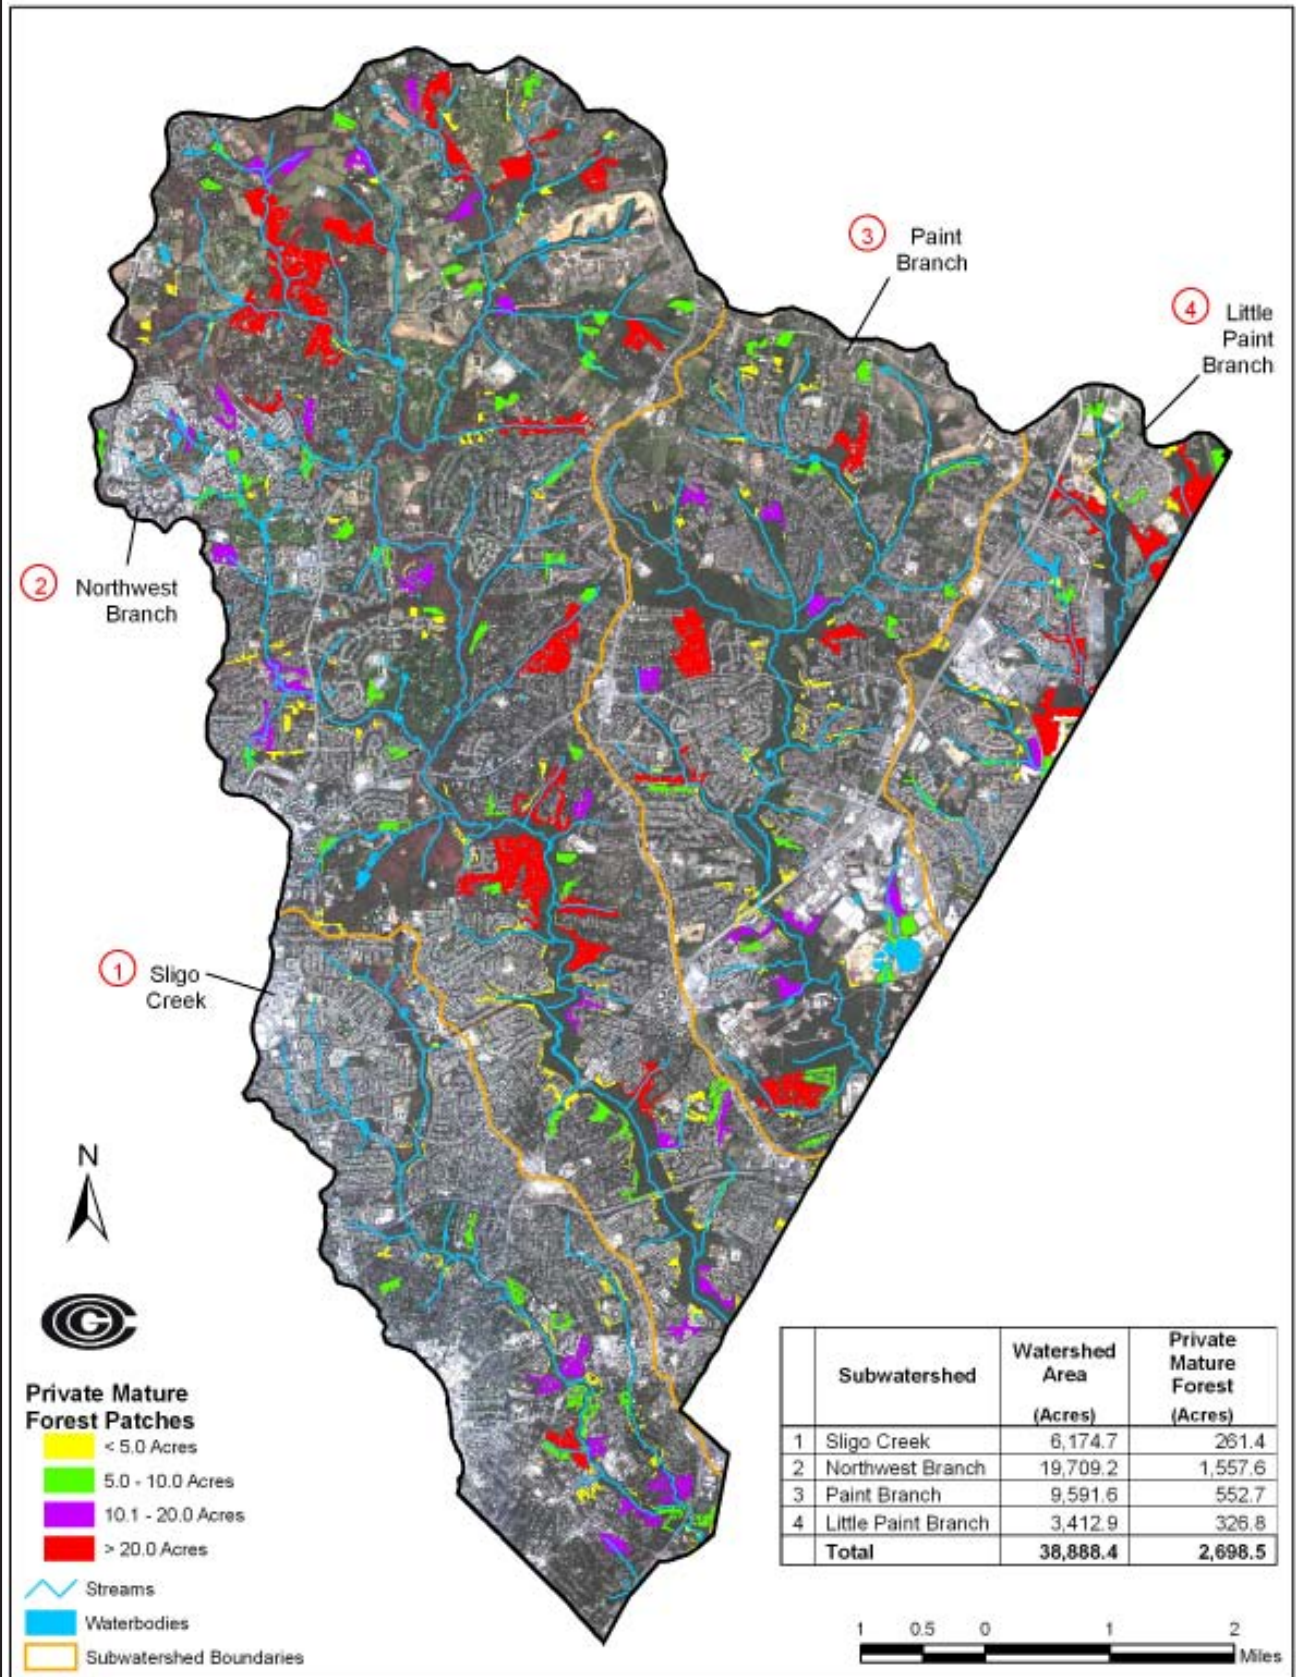 3
Paint
Branch
4
Little
Paint
Branch
2
Northwest
Branch
1
Sligo
Creek
N
Private Mature
Forest Patches
< 5.0 Acres
5.0 - 10.0 Acres
10.1 - 20.0 Acres
> 20.0 Acres
Streams
Waterbodies
Subwatershed Boundaries
Subwatershed Watershed Area (Acres) Private Mature Forest (Acres)
1 Sligo Creek 6,174.7 261.4
2 Northwest Branch 19,709.2 1,557.6
3 Paint Branch 9,591.6 552.7
4 Little Paint Branch 3,412.9 326.8
Total 38,888.4 2,698.5
1 0.5 0 1 2
Miles